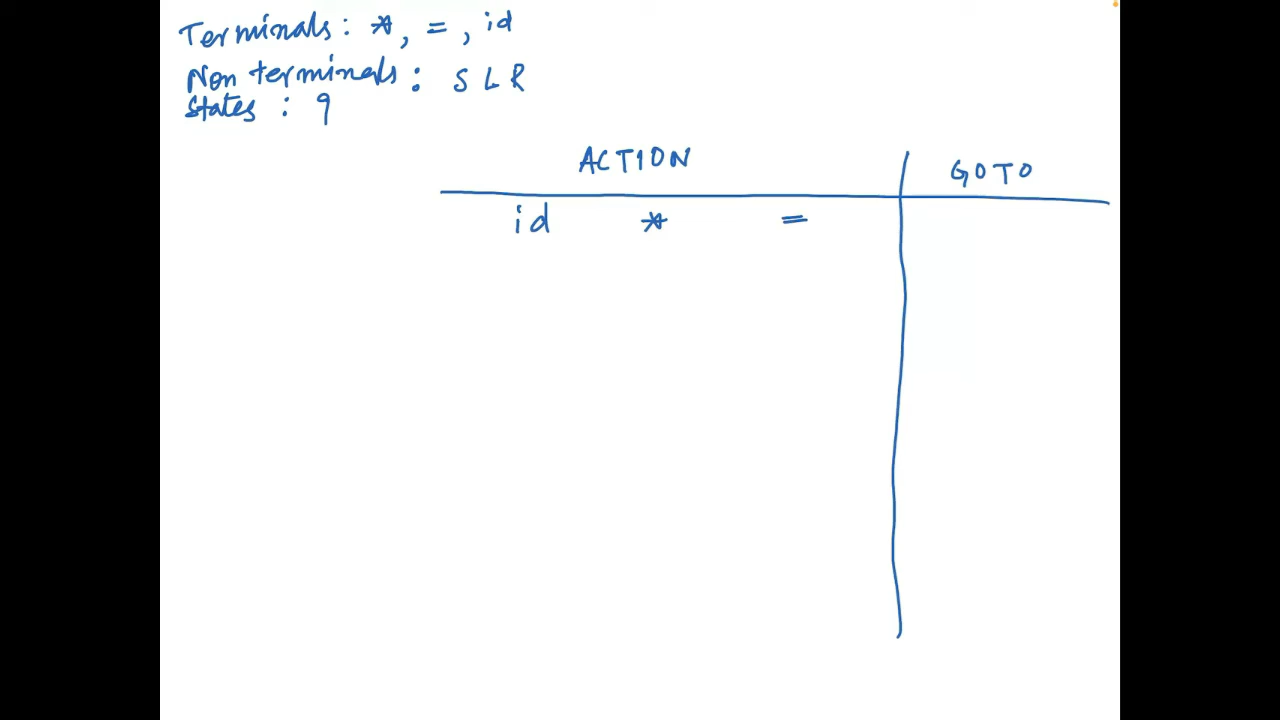 Terminals: *, =, id
Non terminals: S L R
States: 9
ACTION GOTO
id * =